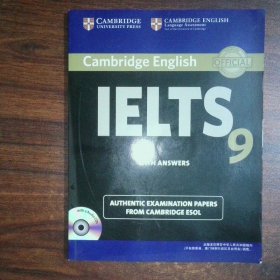 CAMBRIDGE
UNIVERSITY PRESS
CAMBRIDGE ENGLISH
Language Assessment
Cambridge English
OFFICIAL
IELTS 9
ANSWERS
AUTHENTIC EXAMINATION PAPERS
FROM CAMBRIDGE ESOL